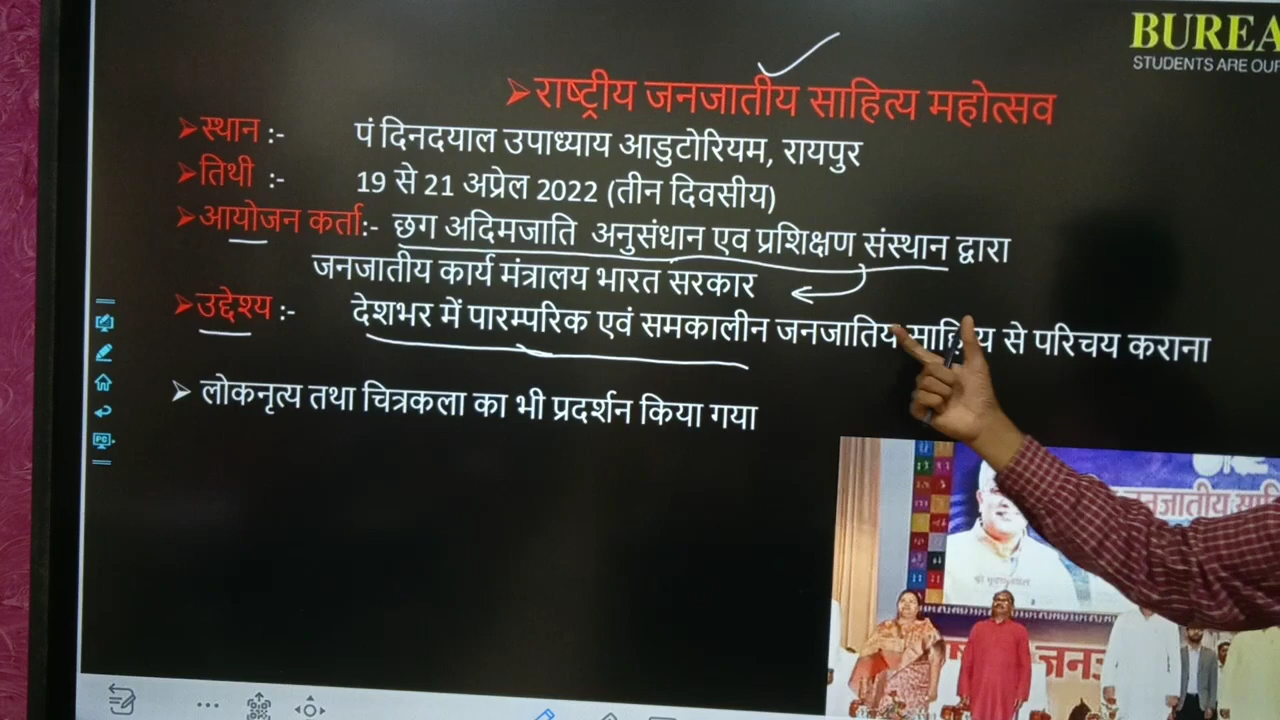 BUREA
STUDENTS ARE OUR
➢राष्ट्रीय जनजातीय साहित्य महोत्सव
➢स्थान :- पं दिनदयाल उपाध्याय आडुटोरियम, रायपुर
➢तिथी :- 19 से 21 अप्रेल 2022 (तीन दिवसीय)
➢आयोजन कर्ता:- छग अदिमजाति अनुसंधान एव प्रशिक्षण संस्थान द्वारा
जनजातीय कार्य मंत्रालय भारत सरकार
➢उद्देश्य :- देशभर में पारम्परिक एवं समकालीन जनजातिय साहित्य से परिचय कराना
➢ लोकनृत्य तथा चित्रकला का भी प्रदर्शन किया गया
जनजातीय
PC